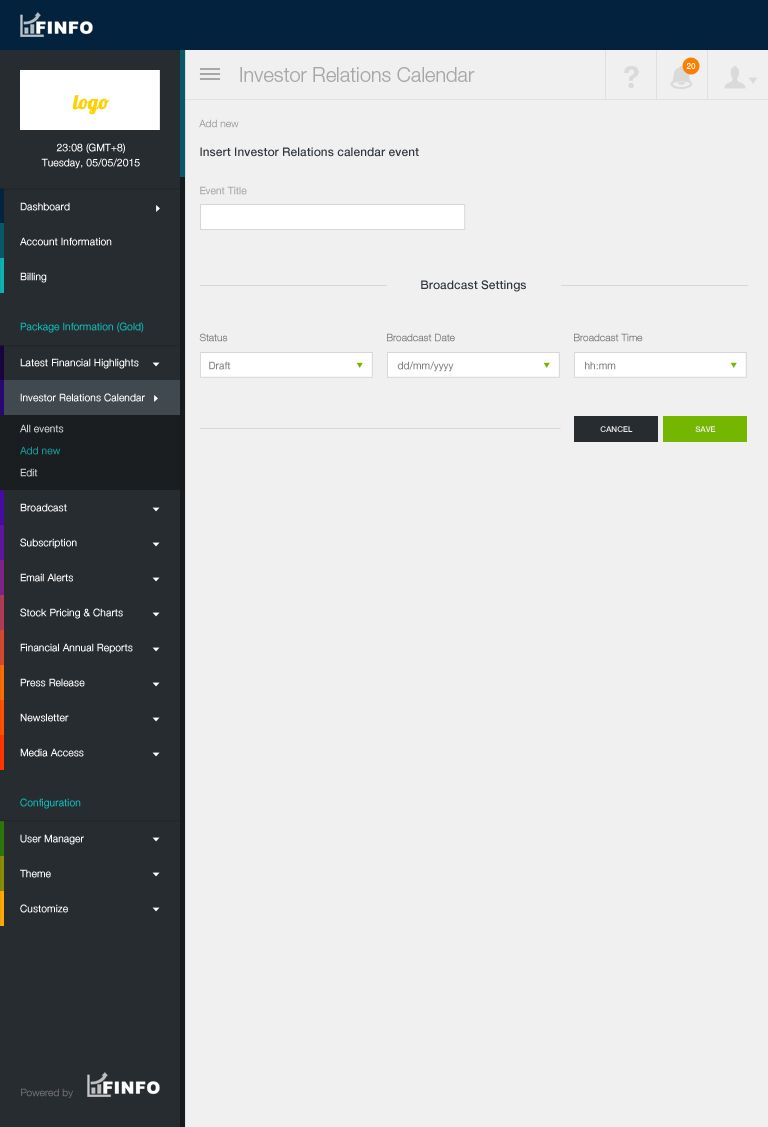 FINFO
logo
23:08 (GMT+8)
Tuesday, 05/05/2015
Dashboard
Account Information
Billing
Package Information (Gold)
Latest Financial Highlights
Investor Relations Calendar
All events
Add new
Edit
Broadcast
Subscription
Email Alerts
Stock Pricing & Charts
Financial Annual Reports
Press Release
Newsletter
Media Access
Configuration
User Manager
Theme
Customize
Powered by FINFO
Investor Relations Calendar
?
20
Add new
Insert Investor Relations calendar event
Event Title
Broadcast Settings
Status Broadcast Date Broadcast Time
Draft dd/mm/yyyy hh:mm
CANCEL SAVE